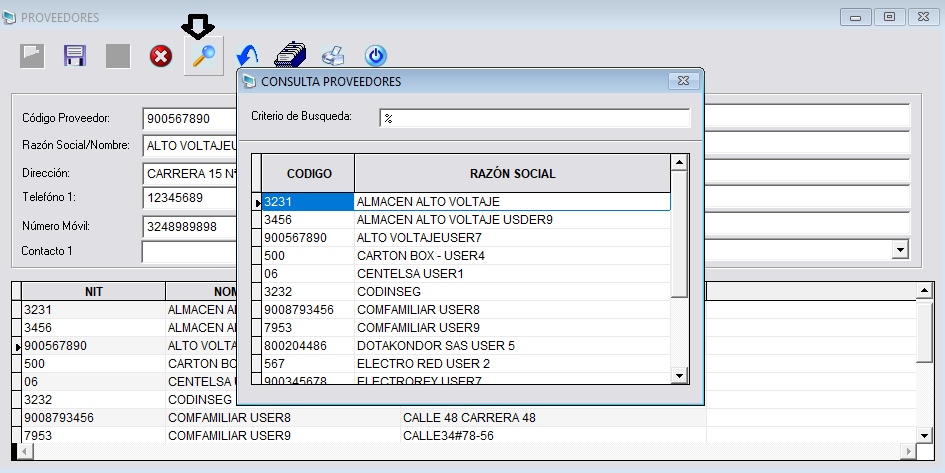 PROVEEDORES
CONSULTA PROVEEDORES
Criterio de Busqueda: %
CODIGO RAZÓN SOCIAL
3231 ALMACEN ALTO VOLTAJE
3456 ALMACEN ALTO VOLTAJE USDER9
900567890 ALTO VOLTAJEUSER7
500 CARTON BOX - USER4
06 CENTELSA USER1
3232 CODINSEG
9008793456 COMFAMILIAR USER8
7953 COMFAMILIAR USER9
800204486 DOTAKONDOR SAS USER 5
567 ELECTRO RED USER 2
900345678 ELECTROREY USER7
Código Proveedor: 900567890
Razón Social/Nombre: ALTO VOLTAJEU
Dirección: CARRERA 15 Nº
Telefóno 1: 12345689
Número Móvil: 3248989898
Contacto 1
NIT NOM
3231 ALMACEN AL
3456 ALMACEN AL
900567890 ALTO VOLTA
500 CARTON BO
06 CENTELSA U
3232 CODINSEG
9008793456 COMFAMILIAR USER8 CALLE 48 CARRERA 48
7953 COMFAMILIAR USER9 CALLE34#78-56